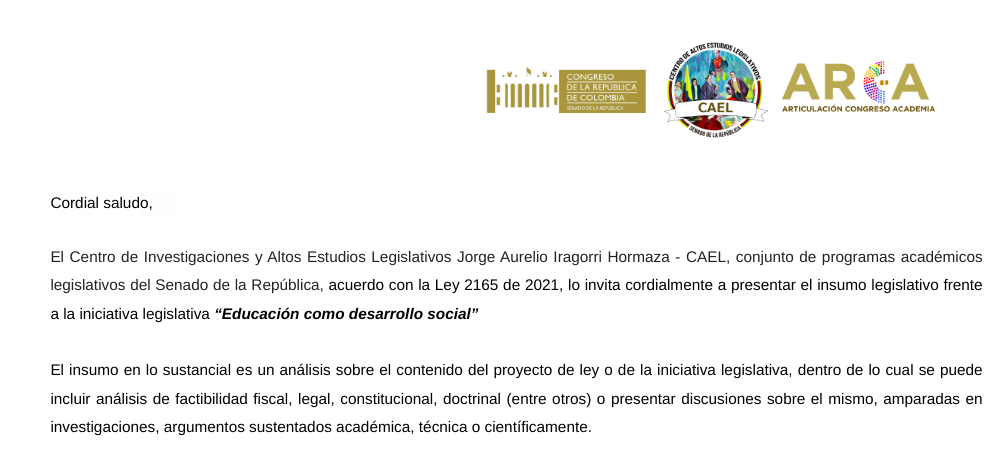 CONGRESO
DE LA REPÚBLICA
DE COLOMBIA
SENADO DE LA REPÚBLICA
CENTRO DE ALTOS ESTUDIOS LEGISLATIVOS
CAEL
SENADO DE LA REPÚBLICA
ARCA
ARTICULACIÓN CONGRESO ACADEMIA
Cordial saludo,
El Centro de Investigaciones y Altos Estudios Legislativos Jorge Aurelio Iragorri Hormaza - CAEL, conjunto de programas académicos
legislativos del Senado de la República, acuerdo con la Ley 2165 de 2021, lo invita cordialmente a presentar el insumo legislativo frente
a la iniciativa legislativa “Educación como desarrollo social”
El insumo en lo sustancial es un análisis sobre el contenido del proyecto de ley o de la iniciativa legislativa, dentro de lo cual se puede
incluir análisis de factibilidad fiscal, legal, constitucional, doctrinal (entre otros) o presentar discusiones sobre el mismo, amparadas en
investigaciones, argumentos sustentados académica, técnica o científicamente.